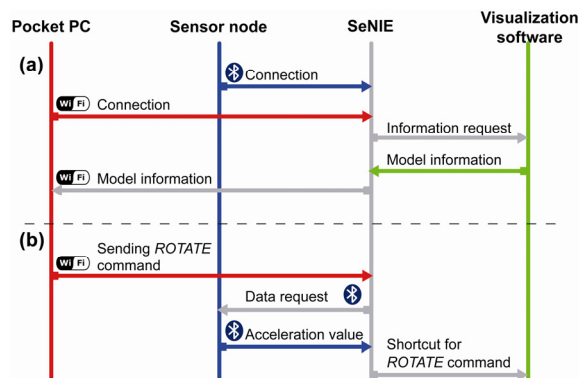 Pocket PC
Sensor node
SeNIE
Visualization
software
(a)
Connection
Wi Fi
Connection
Information request
Model information
Wi Fi
Model information
(b)
Sending ROTATE
command
Wi Fi
Data request
Acceleration value
Shortcut for
ROTATE command